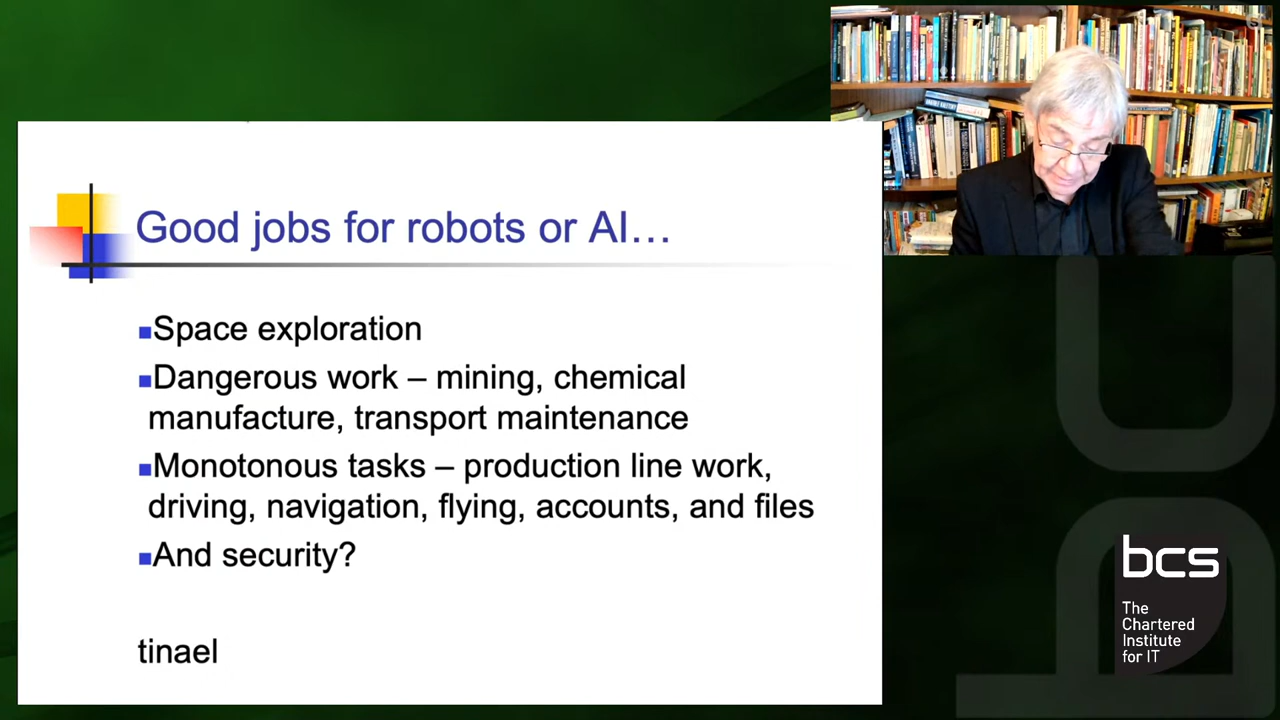 Good jobs for robots or AI…
■Space exploration
■Dangerous work – mining, chemical
manufacture, transport maintenance
■Monotonous tasks – production line work,
driving, navigation, flying, accounts, and files
■And security?
tinael
bcs
The
Chartered
Institute
for IT